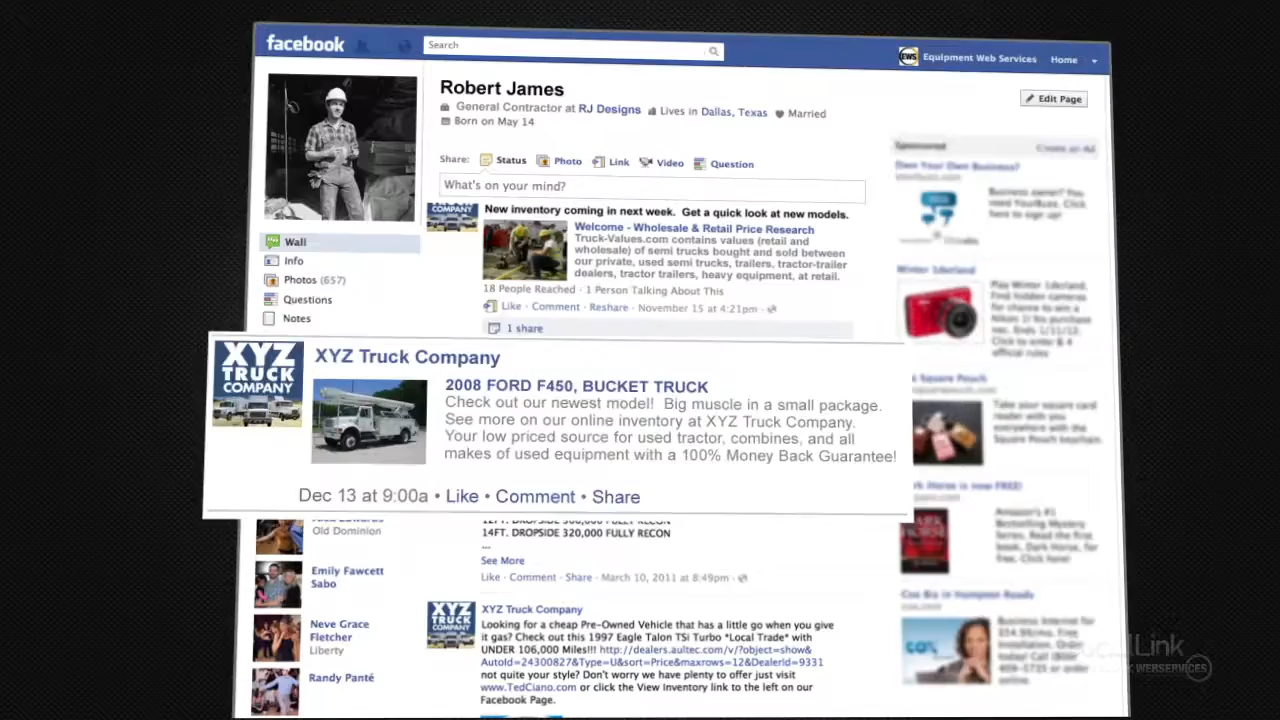 facebook
Search
EWS
Equipment Web Services
Home
Robert James
General Contractor at RJ Designs
Lives in Dallas, Texas
Married
Born on May 14
Edit Page
Share:
Status
Photo
Link
Video
Question
What's on your mind?
Sponsored
Create an Ad
Wall
Info
Photos (657)
Questions
Notes
COMPANY
New inventory coming in next week. Get a quick look at new models.
Welcome - Wholesale & Retail Price Research
Truck-Values.com contains values (retail and
wholesale) of semi trucks bought and sold between
our private, used semi trucks, trailers, tractor-trailer
dealers, tractor trailers, heavy equipment, at retail.
18 People Reached · 1 Person Talking About This
Like · Comment · Reshare · November 15 at 4:21pm ·
1 share
XYZ
TRUCK
COMPANY
XYZ Truck Company
2008 FORD F450, BUCKET TRUCK
Check out our newest model! Big muscle in a small package.
See more on our online inventory at XYZ Truck Company.
Your low priced source for used tractor, combines, and all
makes of used equipment with a 100% Money Back Guarantee!
Dec 13 at 9:00a • Like • Comment • Share
Old Dominion
Emily Fawcett
Sabo
Neve Grace
Fletcher
Liberty
Randy Panté
14FT. DROPSIDE 320,000 FULLY RECON
...
See More
Like · Comment · Share · March 10, 2011 at 8:49pm ·
XYZ
TRUCK
COMPANY
XYZ Truck Company
Looking for a cheap Pre-Owned Vehicle that has a little go when you give
it gas? Check out this 1997 Eagle Talon TSi Turbo *Local Trade* with
UNDER 106,000 Miles!!! http://dealers.aultec.com/v/?object=show&
AutoId=24300827&Type=U&sort=Price&maxrows=12&DealerId=9331
not quite your style? Don't worry we have plenty to offer just visit
www.TedCiano.com or click the View Inventory link to the left on our
Facebook Page.
Link
WEBSERVICES